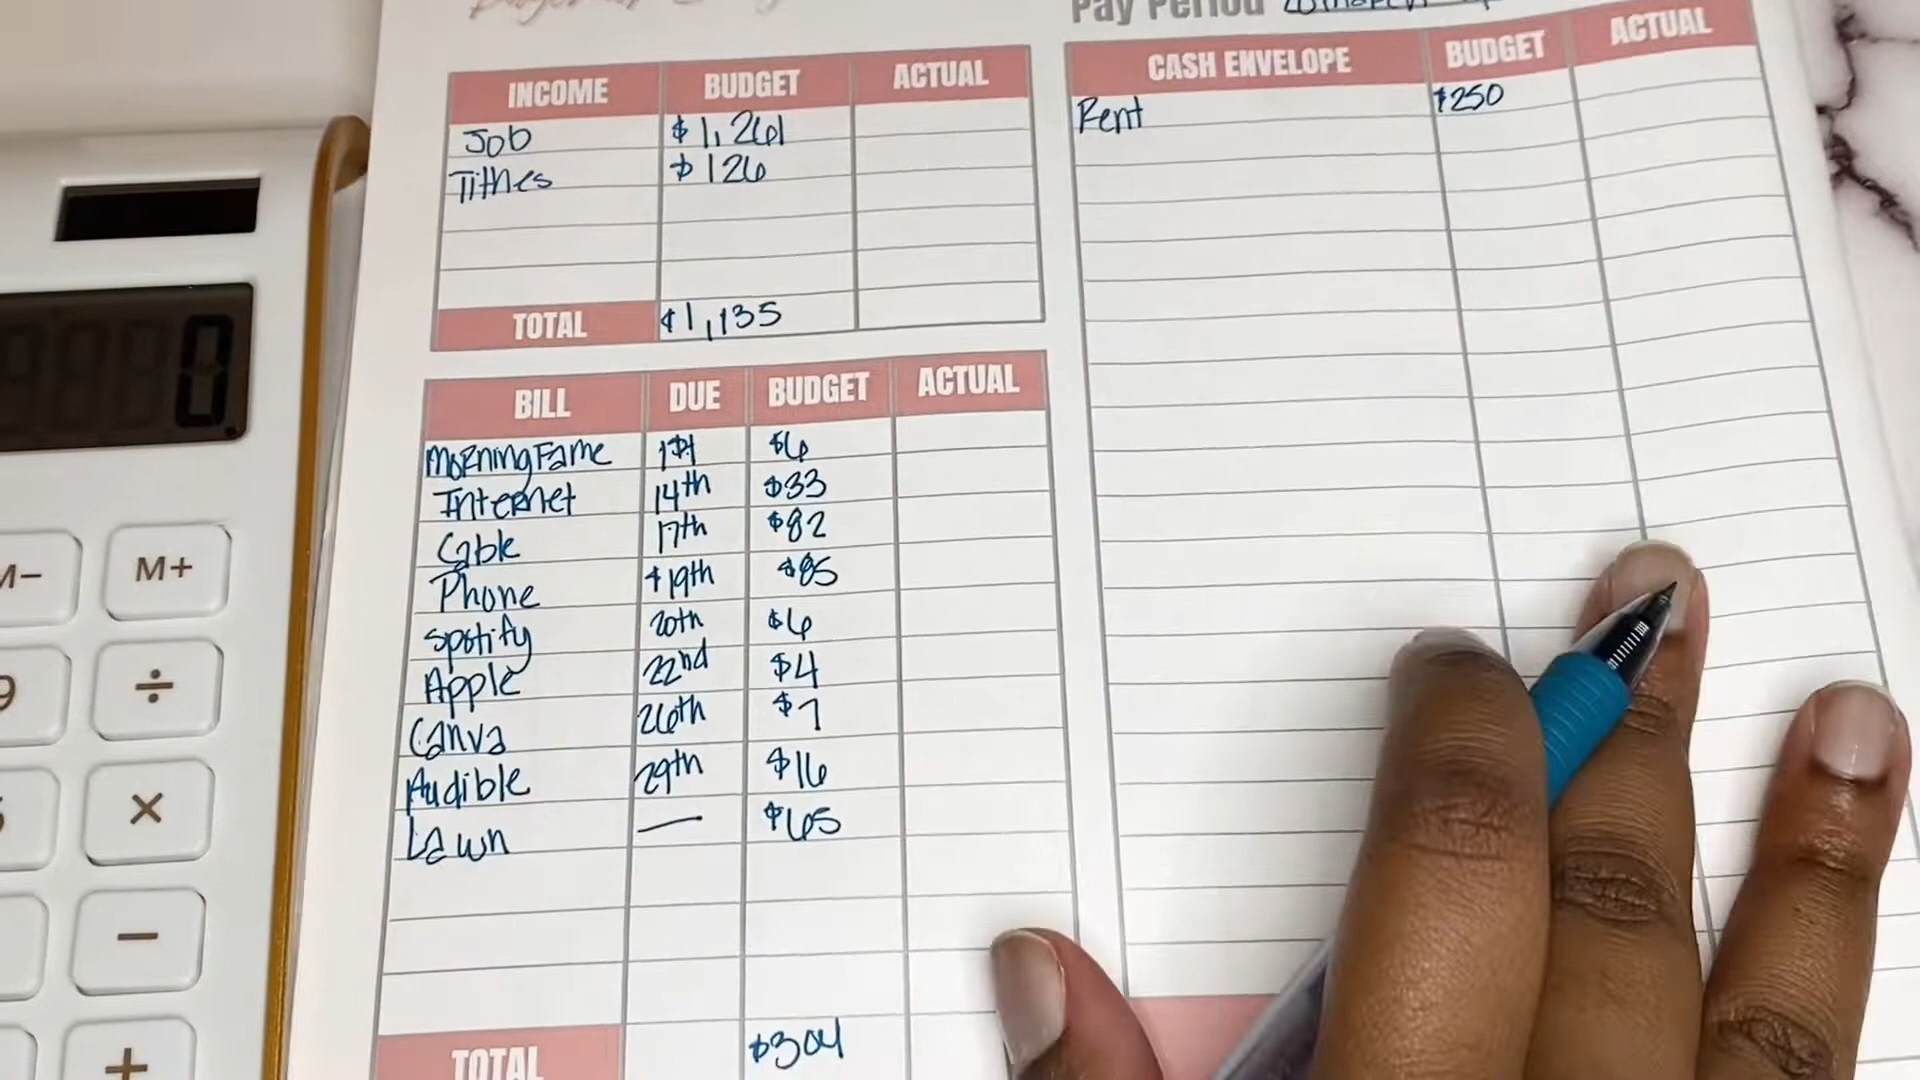 Pay Period
INCOME BUDGET ACTUAL
Job $1,261
Tithes $126
TOTAL $1,135
BILL DUE BUDGET ACTUAL
MorningFame 1st $6
Internet 14th $33
Cable 17th $82
Phone $19th $85
Spotify 20th $6
Apple 22nd $4
Canva 26th $7
Audible 29th $16
Lawn — $65
TOTAL $304
CASH ENVELOPE BUDGET ACTUAL
Rent $250
0
M- M+
9 ÷
×
−
+